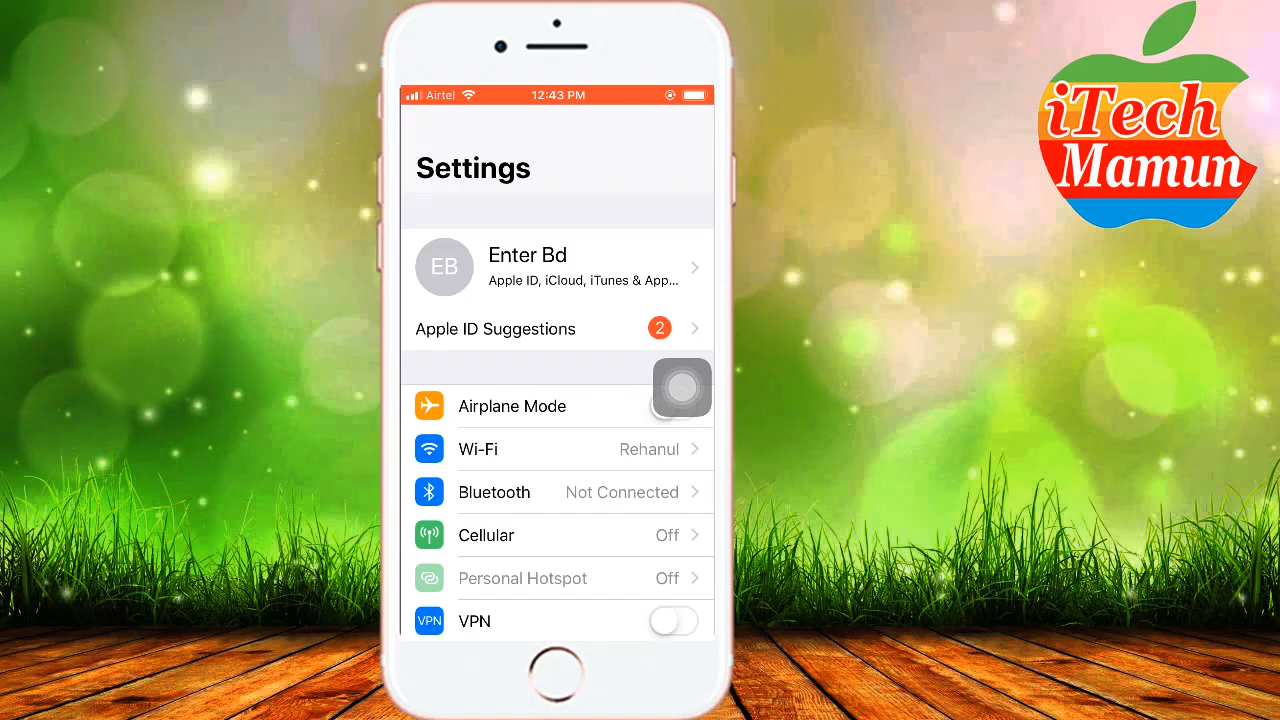 Airtel 12:43 PM
Settings
EB
Enter Bd
Apple ID, iCloud, iTunes & App...
Apple ID Suggestions 2
Airplane Mode
Wi-Fi Rehanul
Bluetooth Not Connected
Cellular Off
Personal Hotspot Off
VPN VPN
iTech
Mamun